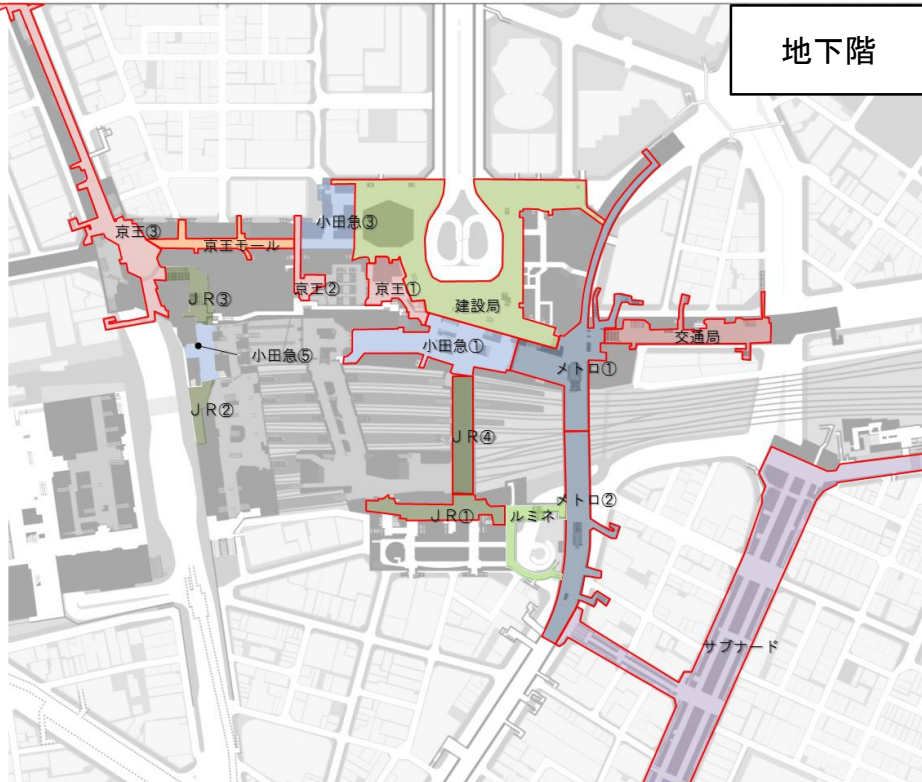 地下階
小田急③
京王③
京王モール
京王②
京王①
ＪＲ③
建設局
小田急①
交通局
小田急⑤
メトロ①
ＪＲ②
ＪＲ④
メトロ②
ＪＲ①
ルミネ
サブナード